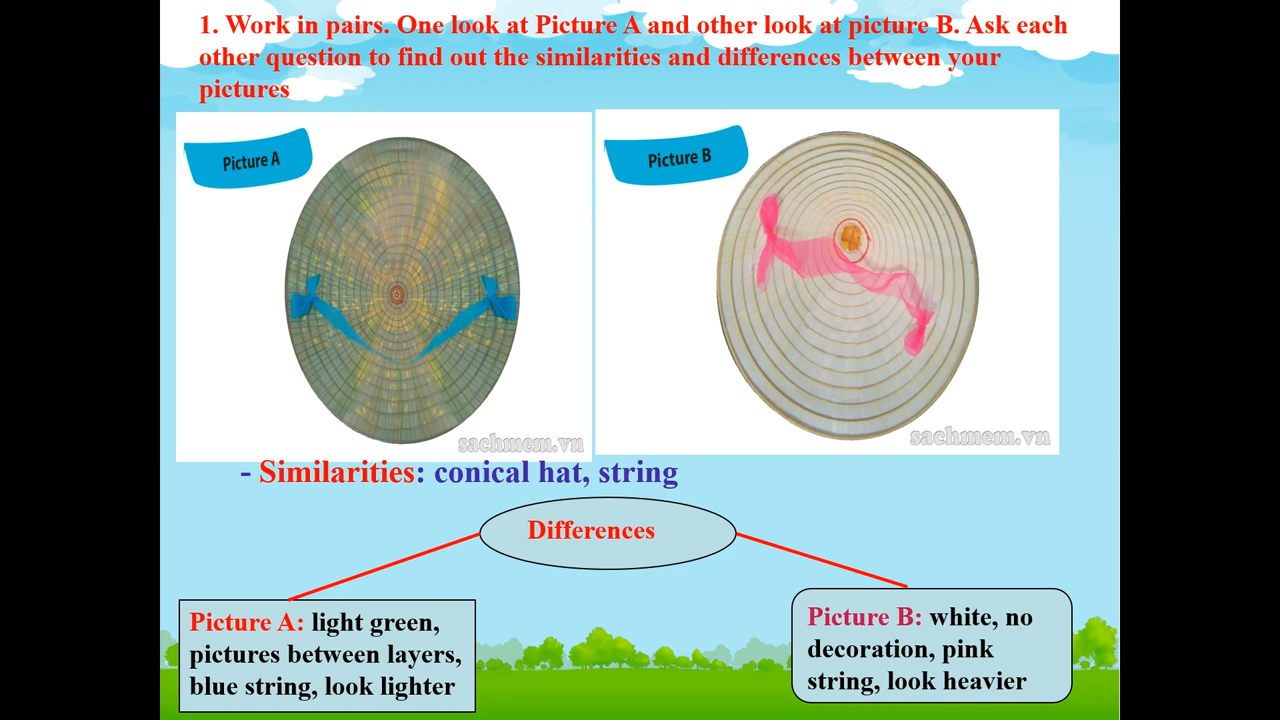 1. Work in pairs. One look at Picture A and other look at picture B. Ask each
other question to find out the similarities and differences between your
pictures
Picture A
Picture B
sachmem.vn
sachmem.vn
- Similarities: conical hat, string
Differences
Picture A: light green,
pictures between layers,
blue string, look lighter
Picture B: white, no
decoration, pink
string, look heavier